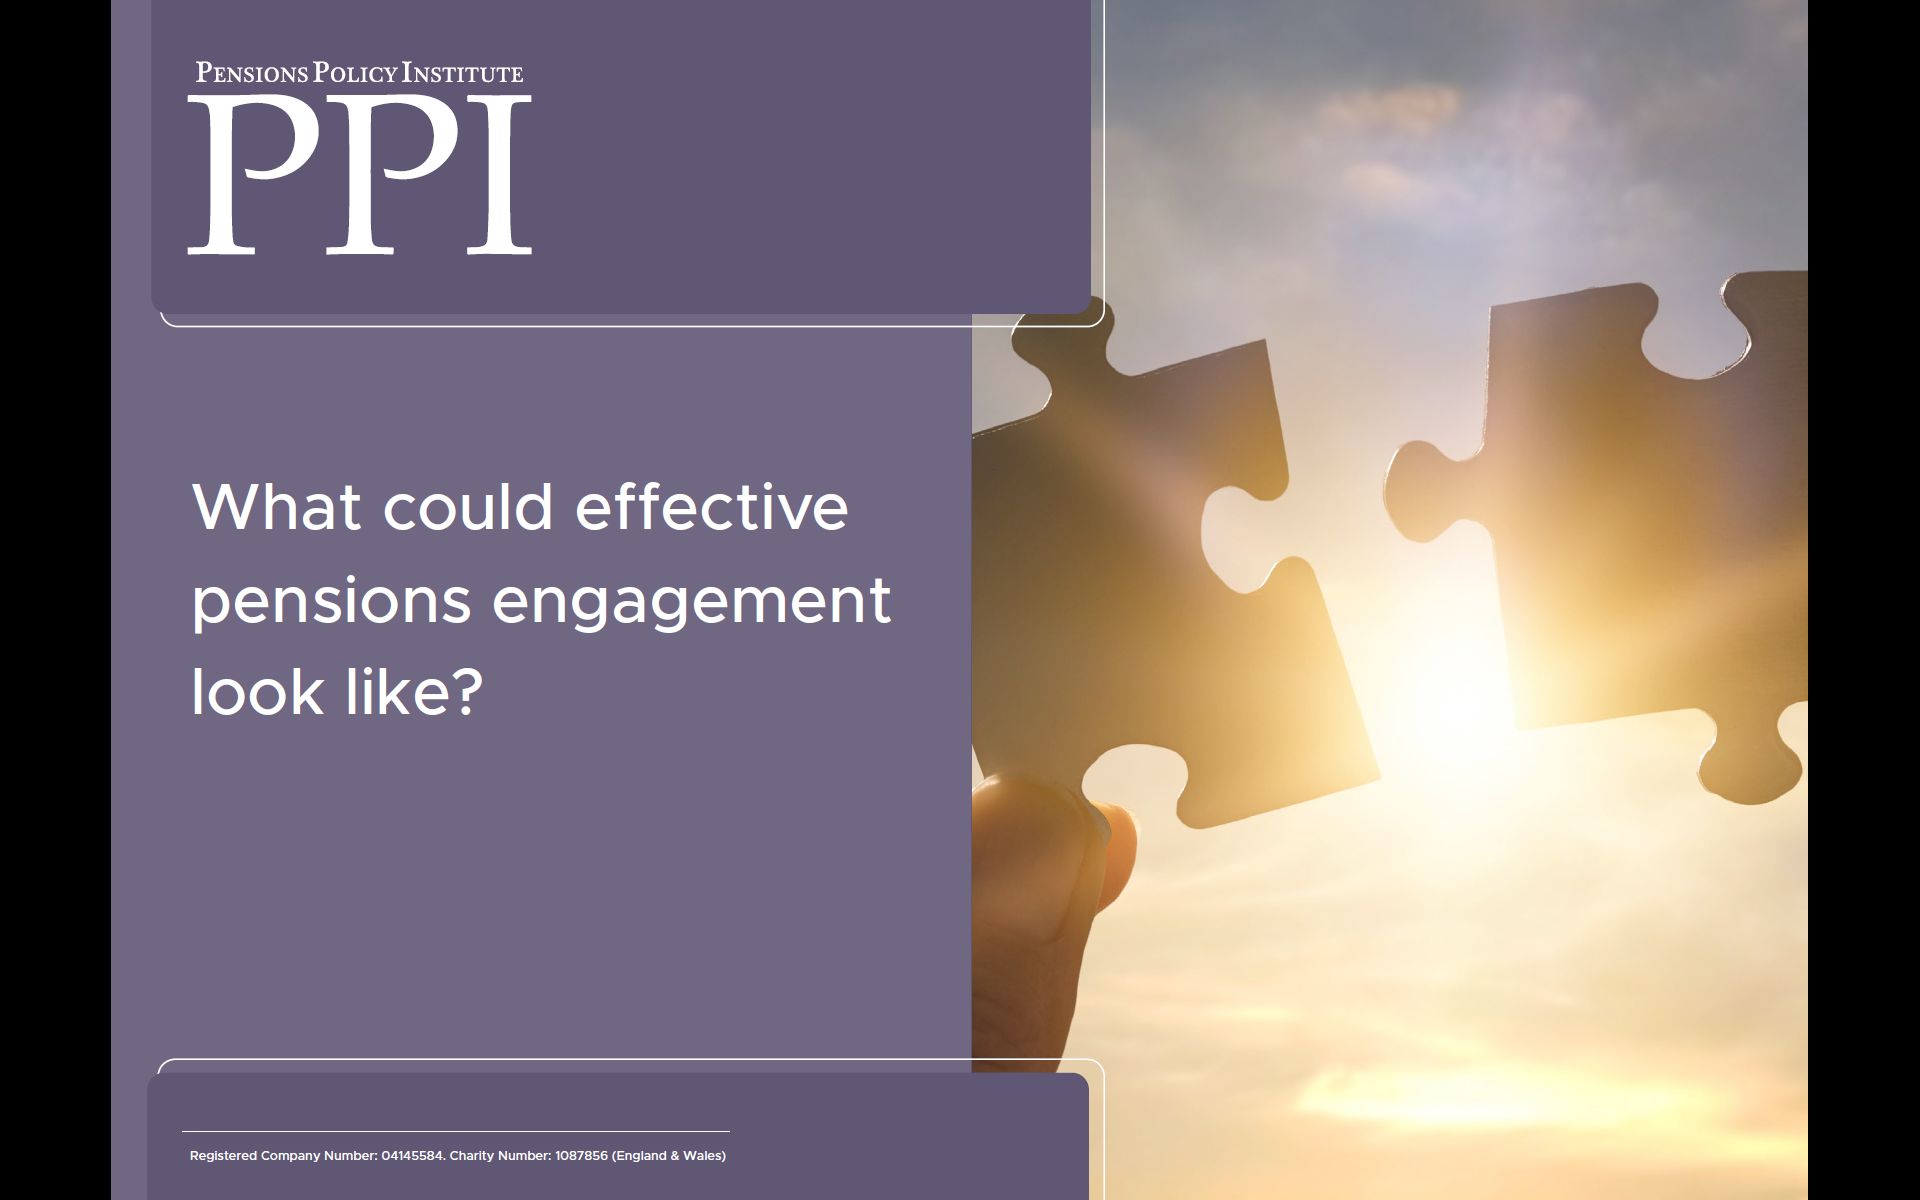 PENSIONS POLICY INSTITUTE
PPI
What could effective
pensions engagement
look like?
Registered Company Number: 04145584. Charity Number: 1087856 (England & Wales)